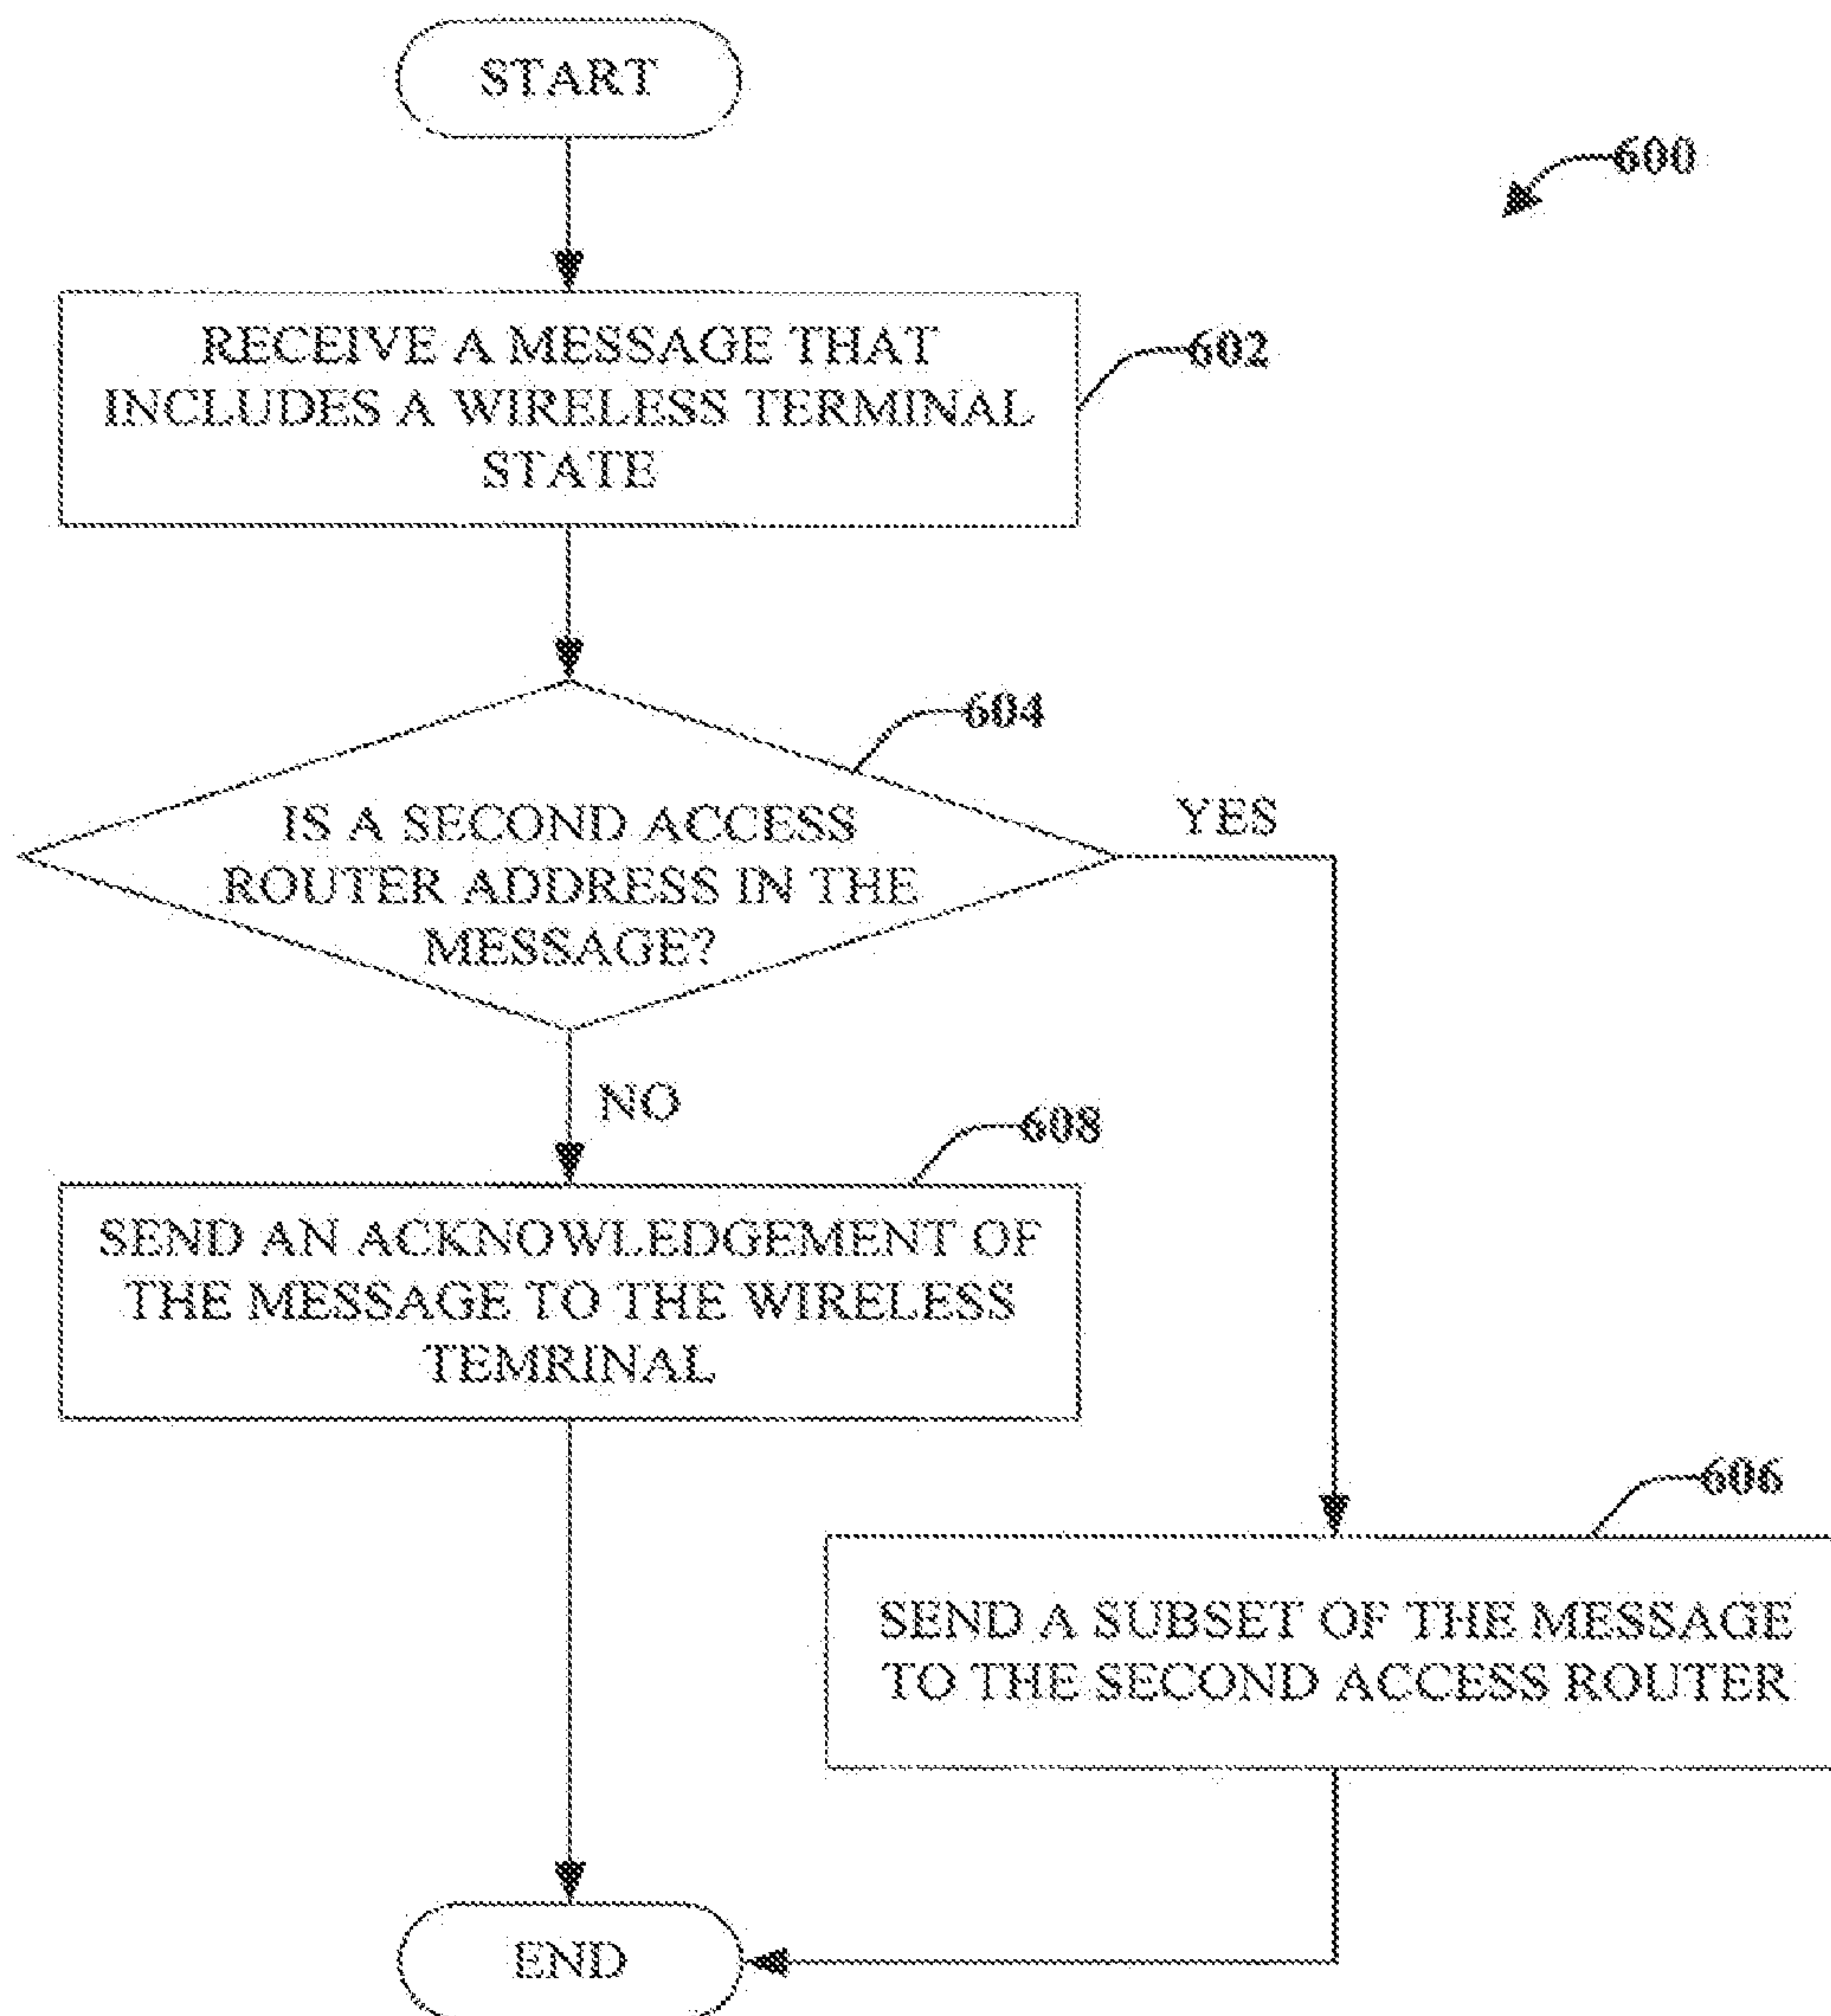 START
600
RECEIVE A MESSAGE THAT
INCLUDES A WIRELESS TERMINAL
STATE
602
604
IS A SECOND ACCESS
ROUTER ADDRESS IN THE
MESSAGE?
YES
NO
608
SEND AN ACKNOWLEDGEMENT OF
THE MESSAGE TO THE WIRELESS
TEMRINAL
606
SEND A SUBSET OF THE MESSAGE
TO THE SECOND ACCESS ROUTER
END